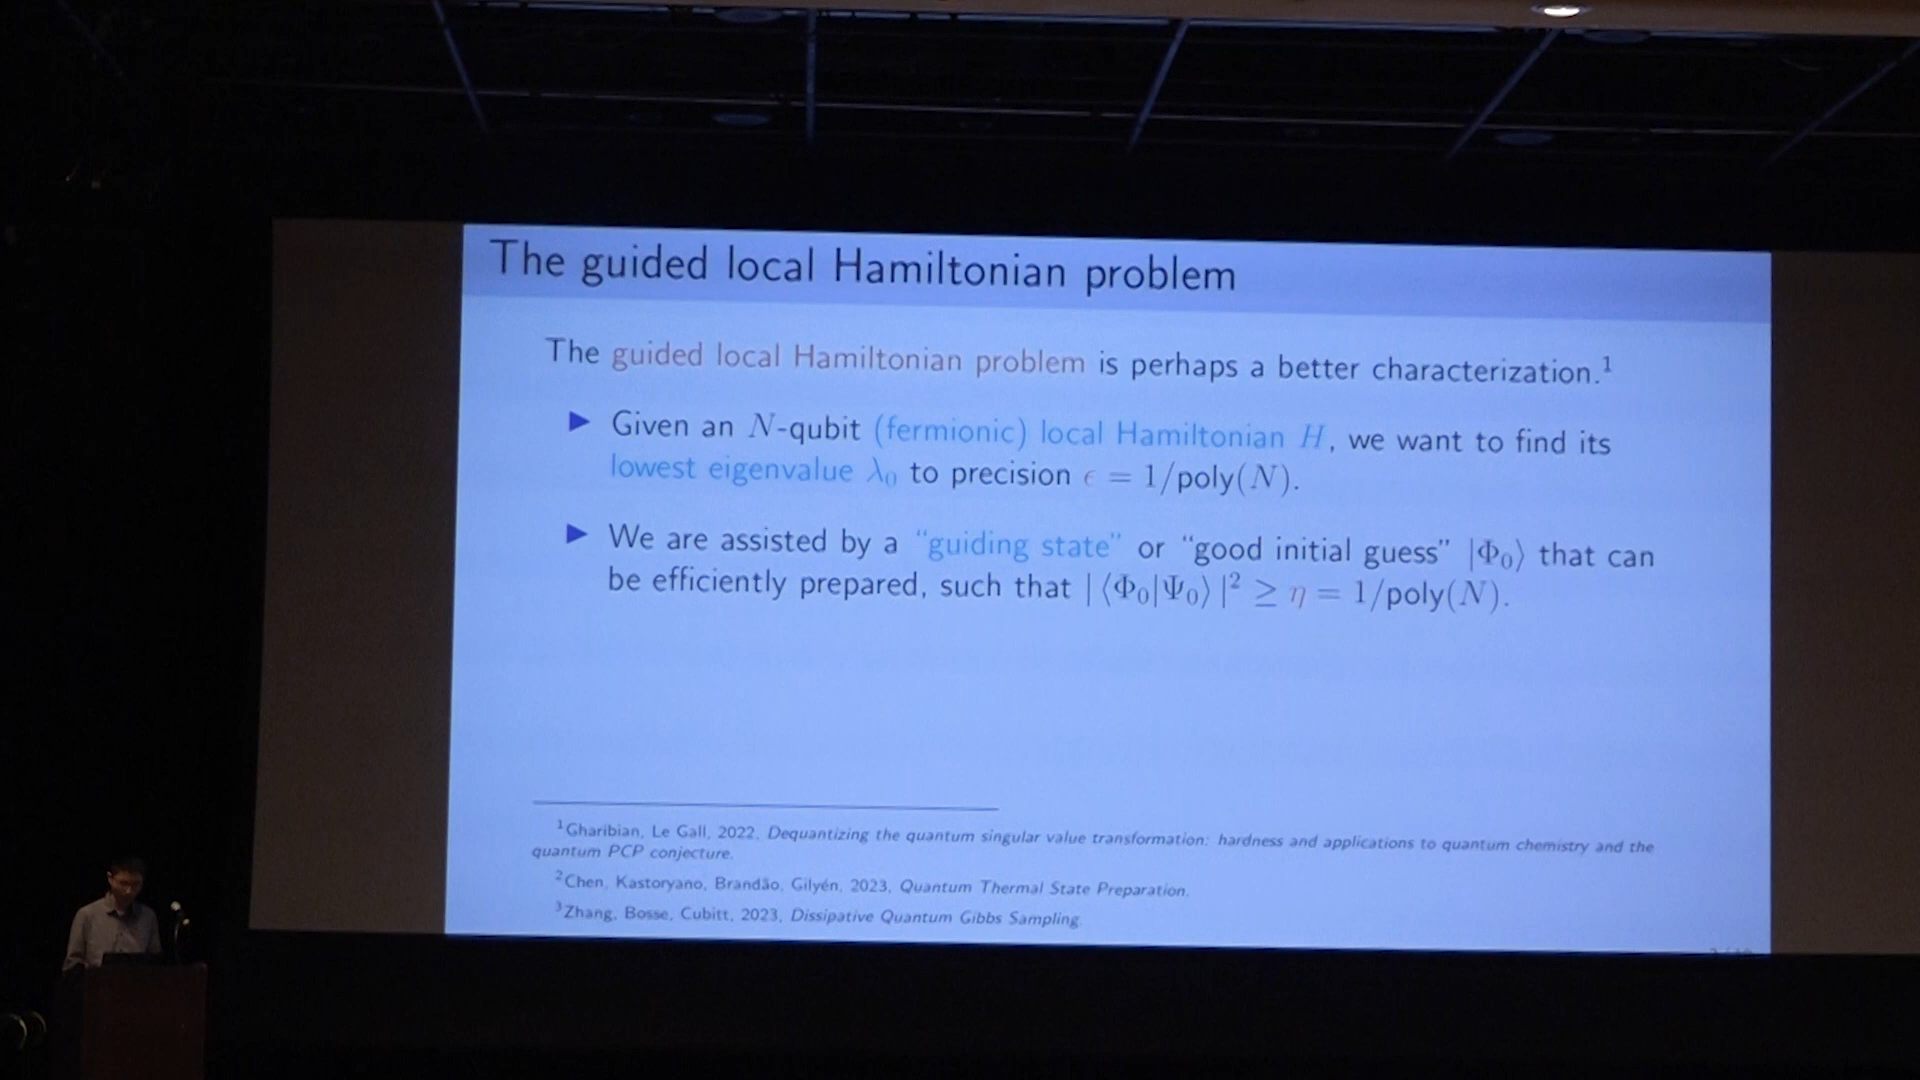 The guided local Hamiltonian problem
The guided local Hamiltonian problem is perhaps a better characterization.¹
▶ Given an N-qubit (fermionic) local Hamiltonian H, we want to find its
lowest eigenvalue λ₀ to precision ϵ = 1/poly(N).
▶ We are assisted by a “guiding state” or “good initial guess” |Φ₀⟩ that can
be efficiently prepared, such that |⟨Φ₀|Ψ₀⟩|² ≥ η = 1/poly(N).
¹Gharibian, Le Gall, 2022, Dequantizing the quantum singular value transformation: hardness and applications to quantum chemistry and the
quantum PCP conjecture.
²Chen, Kastoryano, Brandão, Gilyén, 2023, Quantum Thermal State Preparation.
³Zhang, Bosse, Cubitt, 2023, Dissipative Quantum Gibbs Sampling.